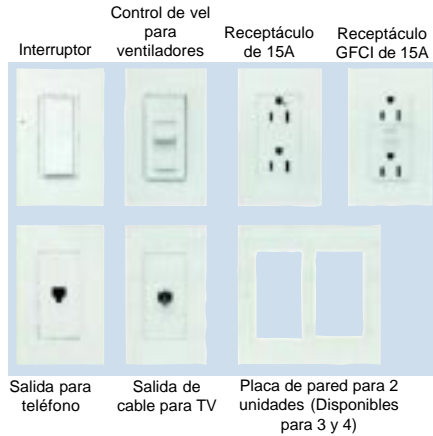 Interruptor
Control de vel
para
ventiladores
Receptáculo
de 15A
Receptáculo
GFCI de 15A
Salida para
teléfono
Salida de
cable para TV
Placa de pared para 2
unidades (Disponibles
para 3 y 4)